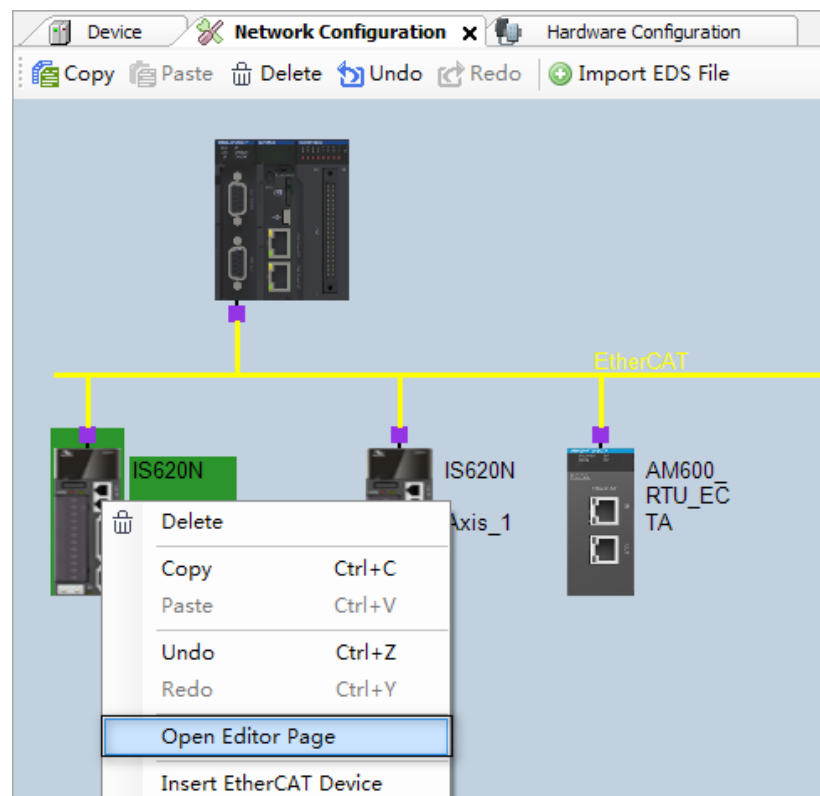 Device
Network Configuration
Hardware Configuration
Copy Paste Delete Undo Redo Import EDS File
EtherCAT
IS620N
IS620N
Axis_1
AM600_
RTU_EC
TA
Delete
Copy Ctrl+C
Paste Ctrl+V
Undo Ctrl+Z
Redo Ctrl+Y
Open Editor Page
Insert EtherCAT Device